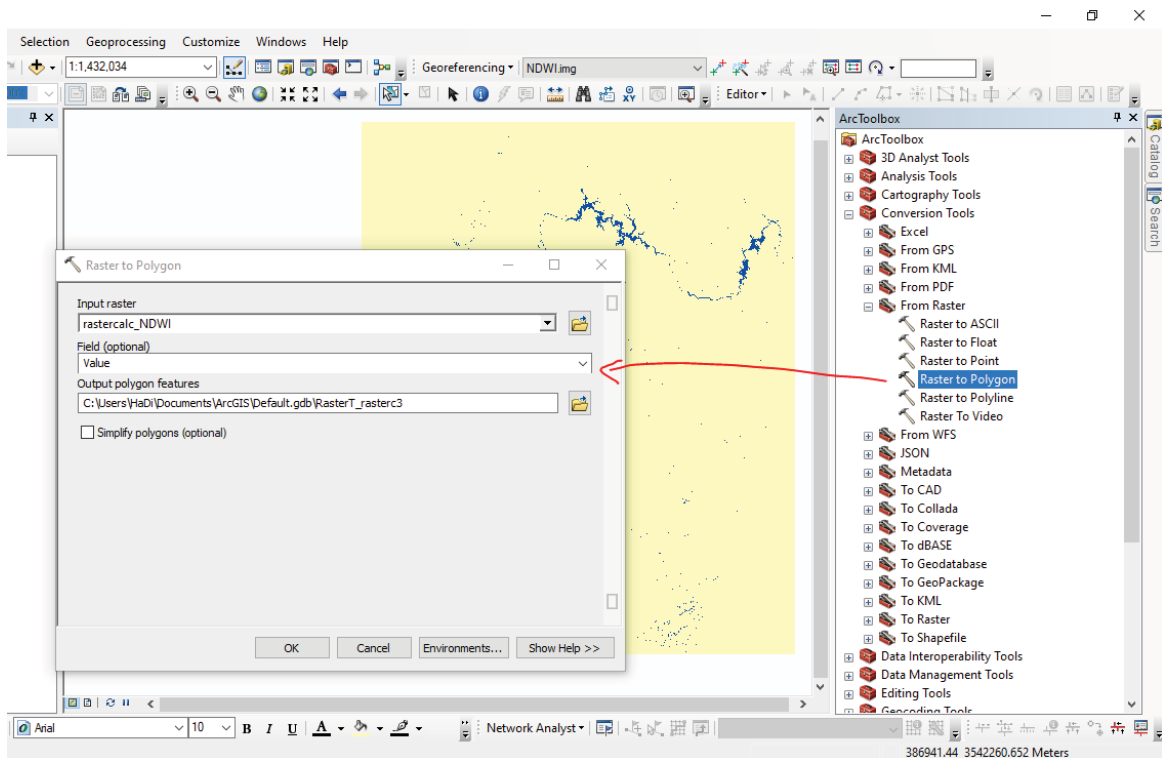 Selection Geoprocessing Customize Windows Help
1:1,432,034
Georeferencing NDWI.img
Editor
ArcToolbox
ArcToolbox
3D Analyst Tools
Analysis Tools
Cartography Tools
Conversion Tools
Excel
From GPS
From KML
From PDF
From Raster
Raster to ASCII
Raster to Float
Raster to Point
Raster to Polygon
Raster to Polyline
Raster To Video
From WFS
JSON
Metadata
To CAD
To Collada
To Coverage
To dBASE
To Geodatabase
To GeoPackage
To KML
To Raster
To Shapefile
Data Interoperability Tools
Data Management Tools
Editing Tools
Geocoding Tools
Catalog
Search
Raster to Polygon
Input raster
rastercalc_NDWI
Field (optional)
Value
Output polygon features
C:\Users\HaDi\Documents\ArcGIS\Default.gdb\RasterT_rasterc3
Simplify polygons (optional)
OK Cancel Environments... Show Help >>
Arial 10 B I U A Network Analyst
386941.44 3542260.652 Meters